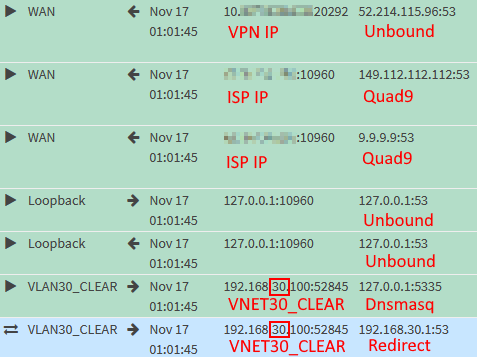 WAN Nov 17 10. 20292 52.214.115.96:53
01:01:45 VPN IP Unbound
WAN Nov 17 :10960 149.112.112.112:53
01:01:45 ISP IP Quad9
WAN Nov 17 :10960 9.9.9.9:53
01:01:45 ISP IP Quad9
Loopback Nov 17 127.0.0.1:10960 127.0.0.1:53
01:01:45 Unbound
Loopback Nov 17 127.0.0.1:10960 127.0.0.1:53
01:01:45 Unbound
VLAN30_CLEAR Nov 17 192.168.30.100:52845 127.0.0.1:5335
01:01:45 VNET30_CLEAR Dnsmasq
VLAN30_CLEAR Nov 17 192.168.30.100:52845 192.168.30.1:53
01:01:45 VNET30_CLEAR Redirect